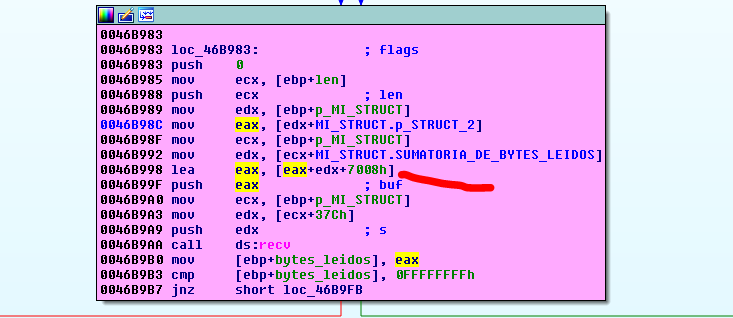 0046B983
0046B983 loc_46B983:             ; flags
0046B983 push    0
0046B985 mov     ecx, [ebp+len]
0046B988 push    ecx             ; len
0046B989 mov     edx, [ebp+p_MI_STRUCT]
0046B98C mov     eax, [edx+MI_STRUCT.p_STRUCT_2]
0046B98F mov     ecx, [ebp+p_MI_STRUCT]
0046B992 mov     edx, [ecx+MI_STRUCT.SUMATORIA_DE_BYTES_LEIDOS]
0046B998 lea     eax, [eax+edx+7008h]
0046B99F push    eax             ; buf
0046B9A0 mov     ecx, [ebp+p_MI_STRUCT]
0046B9A3 mov     edx, [ecx+37Ch]
0046B9A9 push    edx             ; s
0046B9AA call    ds:recv
0046B9B0 mov     [ebp+bytes_leidos], eax
0046B9B3 cmp     [ebp+bytes_leidos], 0FFFFFFFFh
0046B9B7 jnz     short loc_46B9FB